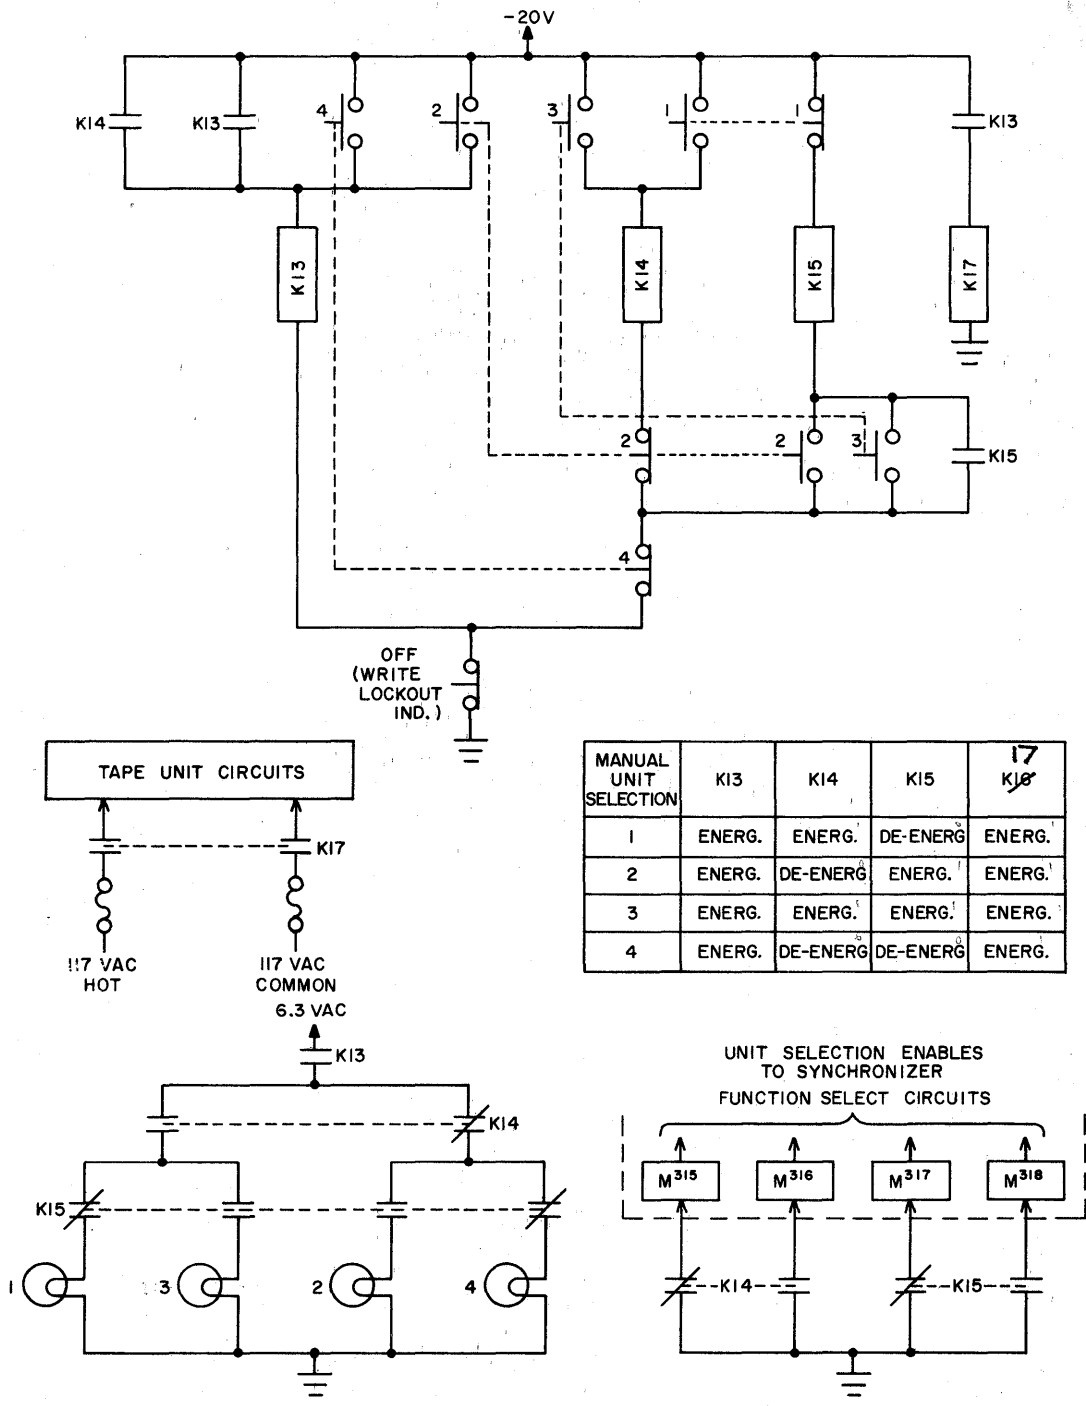 -20V
K14
K13
4
2
3
1
1
K13
K13
K14
K15
K17
2
2
3
K15
4
OFF
(WRITE
LOCKOUT
IND.)
TAPE UNIT CIRCUITS
K17
117 VAC
HOT
117 VAC
COMMON
MANUAL
UNIT
SELECTION
K13
K14
K15
17
K16
1 ENERG. ENERG. DE-ENERG ENERG.
2 ENERG. DE-ENERG ENERG. ENERG.
3 ENERG. ENERG. ENERG. ENERG.
4 ENERG. DE-ENERG DE-ENERG ENERG.
6.3 VAC
K13
K14
K15
1
3
2
4
UNIT SELECTION ENABLES
TO SYNCHRONIZER
FUNCTION SELECT CIRCUITS
M315
M316
M317
M318
K14
K15